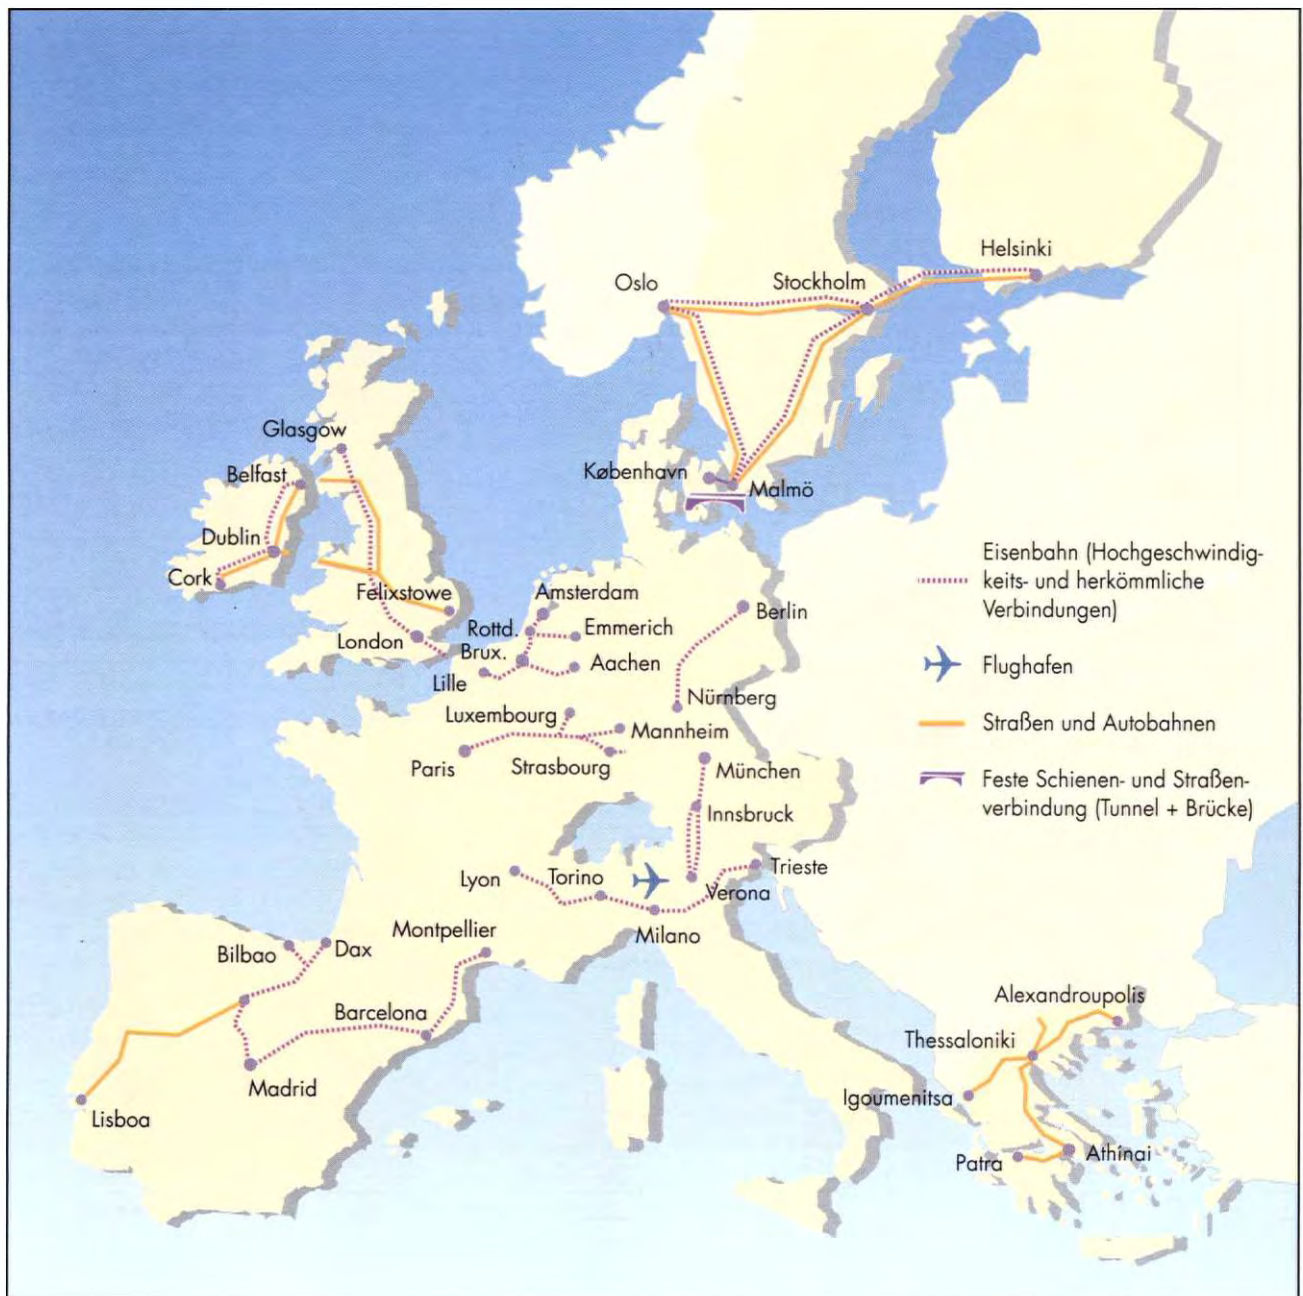 Helsinki
Oslo
Stockholm
Glasgow
Belfast
København
Malmö
Dublin
Cork
Felixstowe
Amsterdam
Berlin
Rottd.
Emmerich
London
Brux.
Aachen
Lille
Nürnberg
Luxembourg
Mannheim
Paris
Strasbourg
München
Innsbruck
Lyon
Torino
Trieste
Verona
Milano
Montpellier
Bilbao
Dax
Barcelona
Madrid
Lisboa
Alexandroupolis
Thessaloniki
Igoumenitsa
Patra
Athínai
Eisenbahn (Hochgeschwindig-
keits- und herkömmliche
Verbindungen)
Flughafen
Straßen und Autobahnen
Feste Schienen- und Straßen-
verbindung (Tunnel + Brücke)